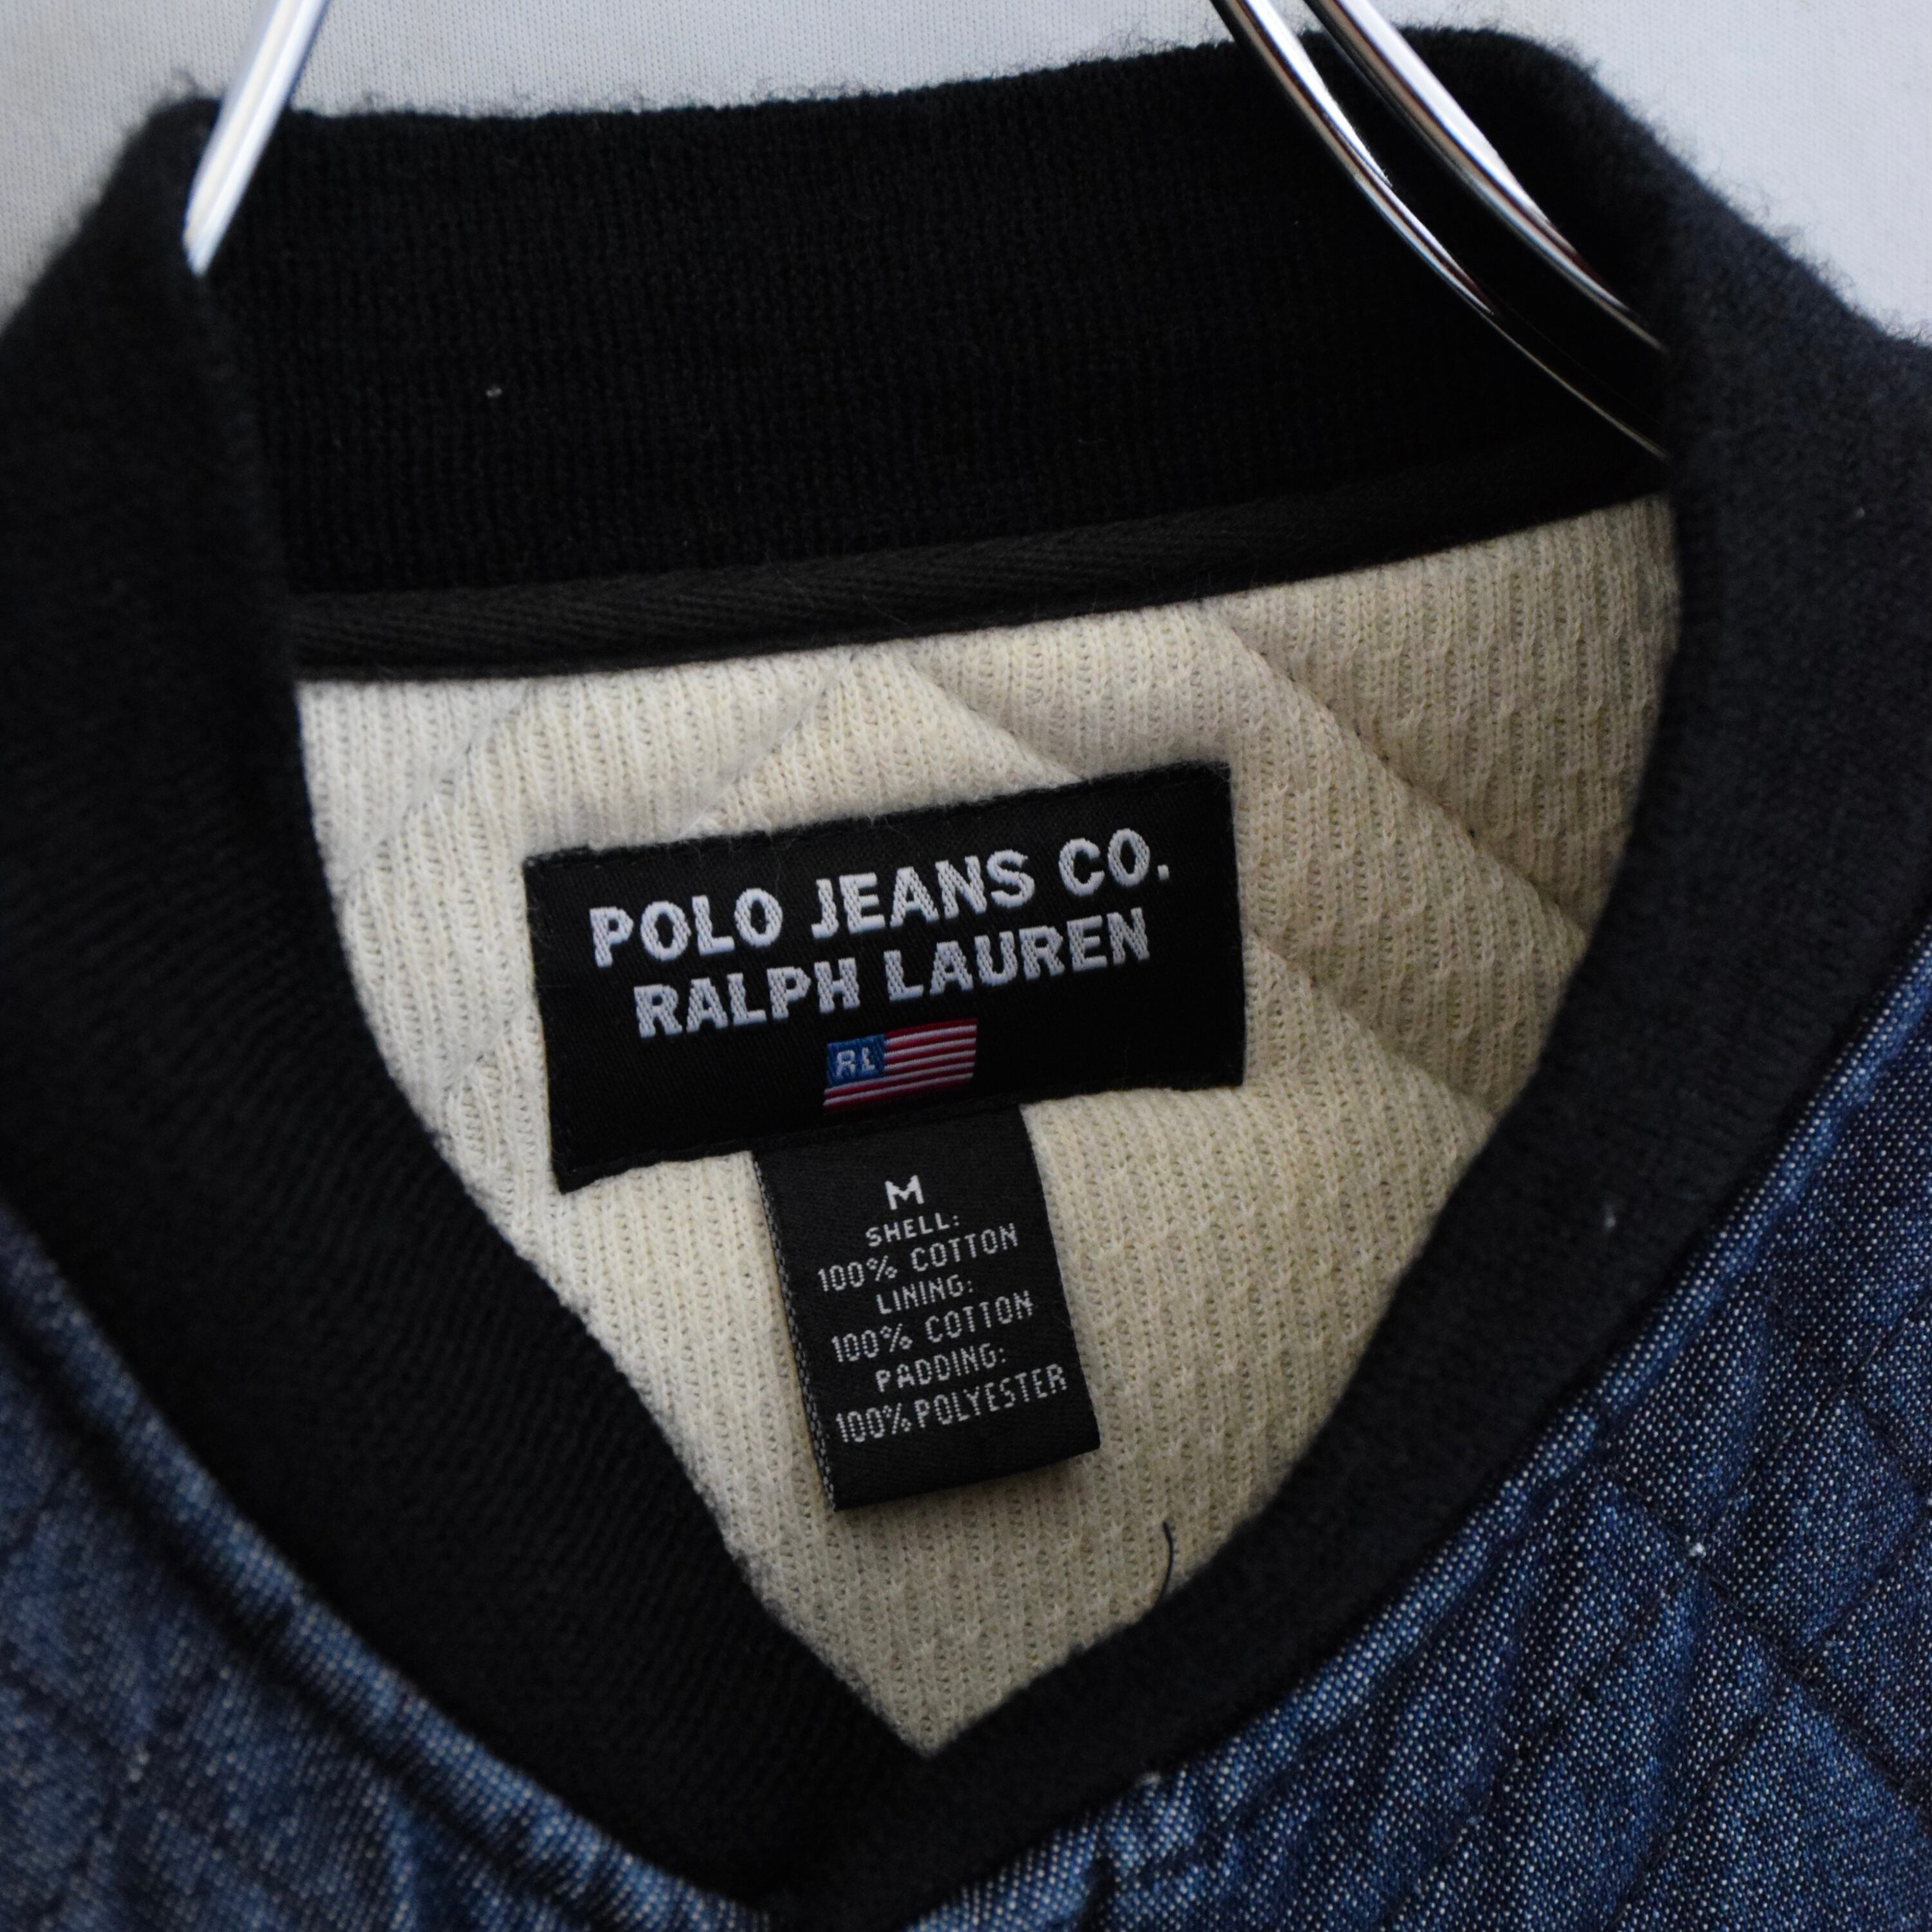 POLO JEANS CO.
RALPH LAUREN
RL
M
SHELL:
100% COTTON
LINING:
100% COTTON
PADDING:
100% POLYESTER